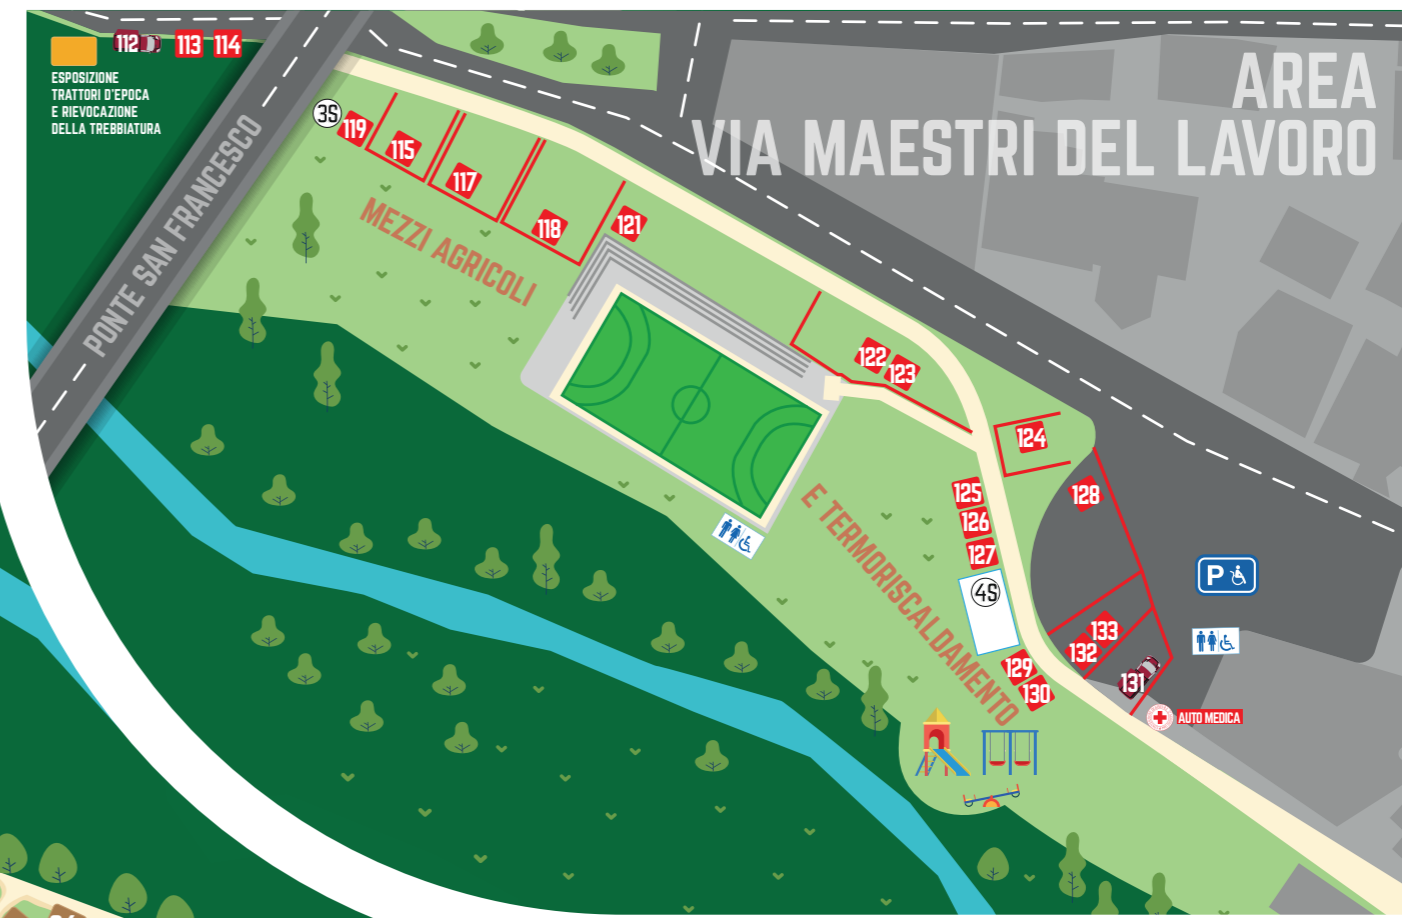 112
113
114
ESPOSIZIONE
TRATTORI D'EPOCA
E RIEVOCAZIONE
DELLA TREBBIATURA
AREA
VIA MAESTRI DEL LAVORO
PONTE SAN FRANCESCO
3S
119
115
117
118
121
MEZZI AGRICOLI
122
123
124
125
126
127
128
E TERMORISCALDAMENTO
4S
P
133
132
131
129
130
AUTO MEDICA